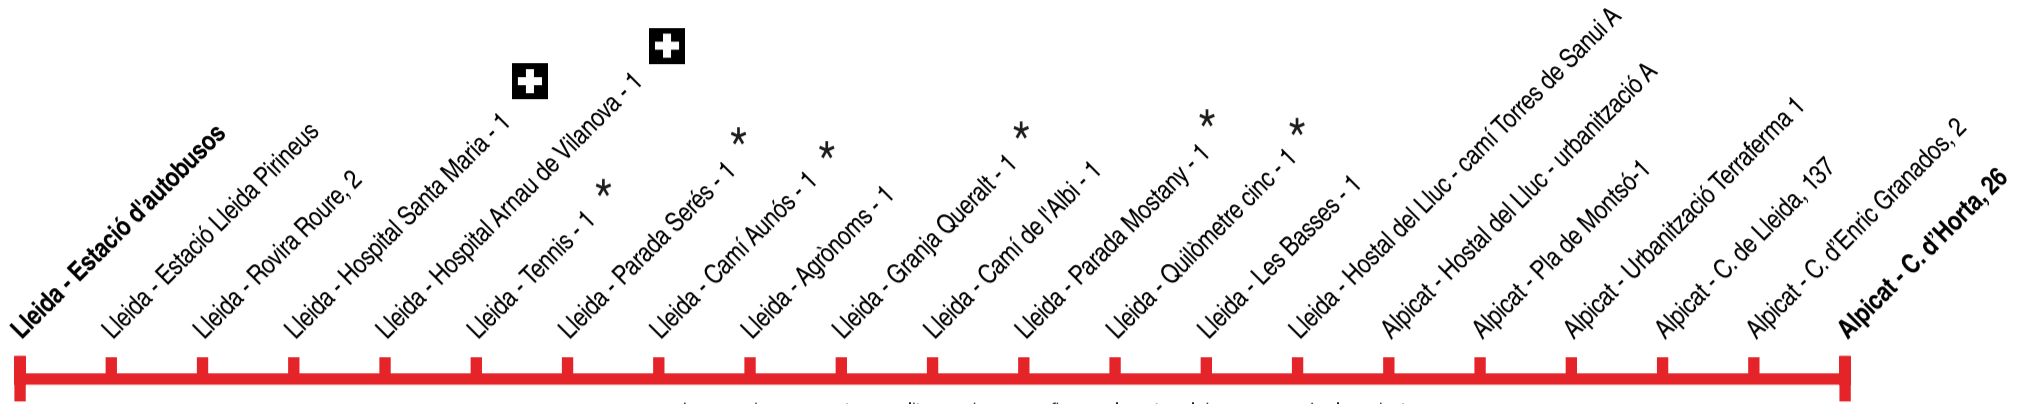 Lleida - Estació d'autobusos
Lleida - Estació Lleida Pirineus
Lleida - Rovira Roure, 2
Lleida - Hospital Santa Maria - 1
Lleida - Hospital Arnau de Vilanova - 1
Lleida - Tennis - 1 *
Lleida - Parada Serés - 1 *
Lleida - Camí Aunós - 1 *
Lleida - Agrònoms - 1
Lleida - Granja Queralt - 1 *
Lleida - Camí de l'Albi - 1
Lleida - Parada Mostany - 1 *
Lleida - Quilòmetre cinc - 1 *
Lleida - Les Basses - 1
Lleida - Hostal del Lluc - camí Torres de Sanui A
Alpicat - Hostal del Lluc - urbanització A
Alpicat - Pla de Montsó-1
Alpicat - Urbanització Terraferma 1
Alpicat - C. de Lleida, 137
Alpicat - C. d'Enric Granados, 2
Alpicat - C. d'Horta, 26